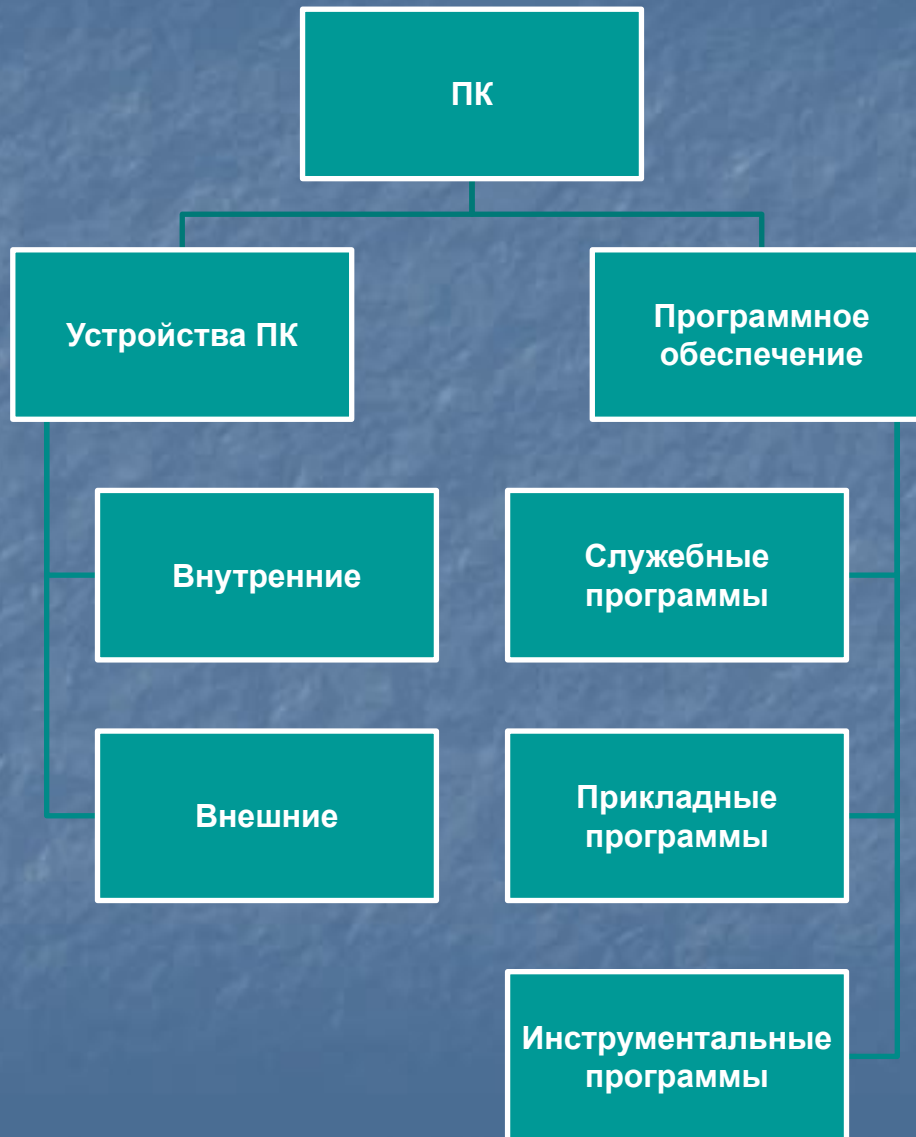 ПК
Устройства ПК
Программное
обеспечение
Внутренние
Служебные
программы
Внешние
Прикладные
программы
Инструментальные
программы